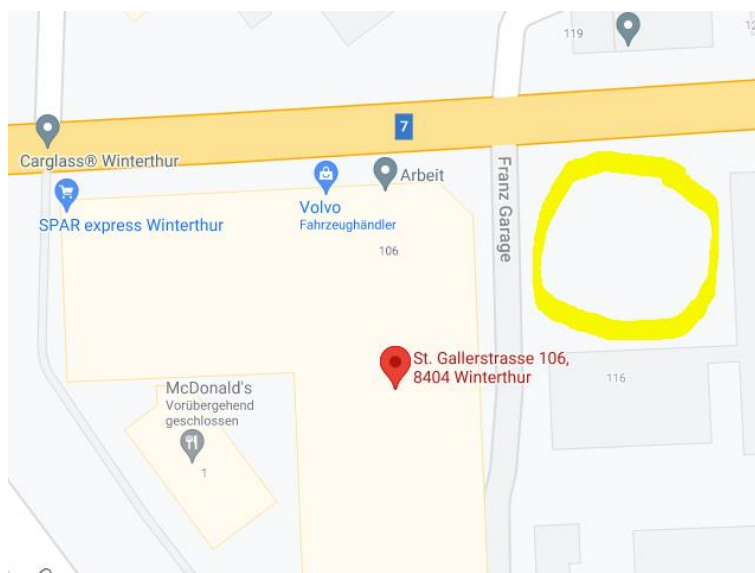 119
12
7
Carglass® Winterthur
Arbeit
Volvo
Fahrzeughändler
SPAR express Winterthur
Franz Garage
106
St. Gallerstrasse 106,
8404 Winterthur
McDonald's
Vorübergehend
geschlossen
116
1